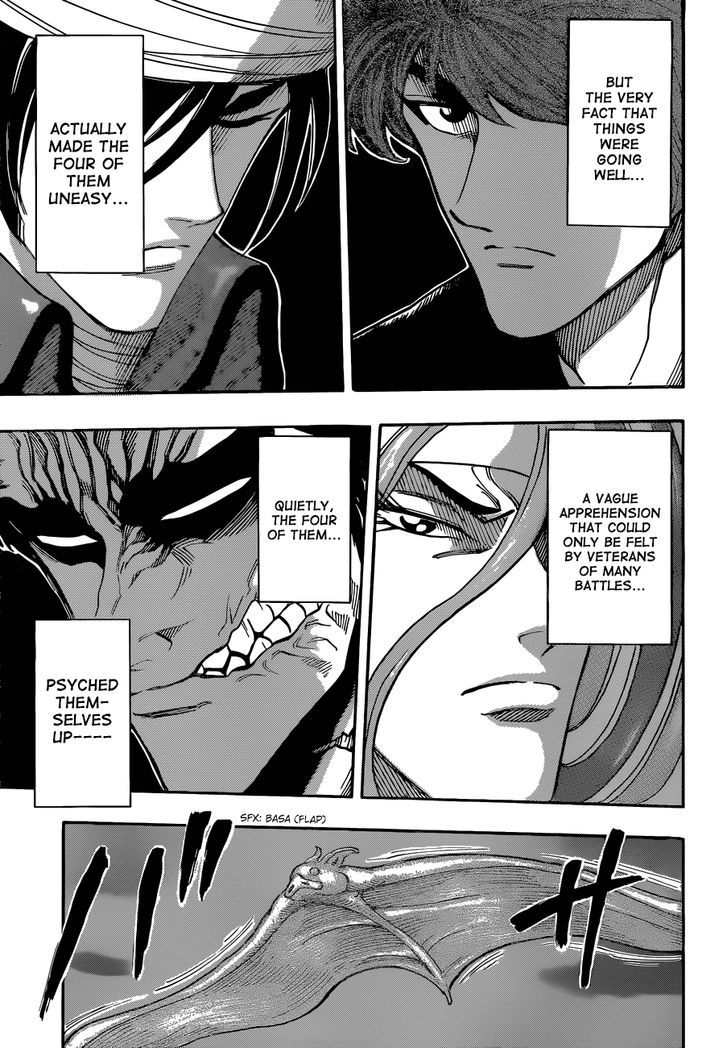 BUT
THE VERY
FACT THAT
THINGS
WERE
GOING
WELL...
ACTUALLY
MADE THE
FOUR OF
THEM
UNEASY...
A VAGUE
APPREHENSION
THAT COULD
ONLY BE FELT
BY VETERANS
OF MANY
BATTLES...
QUIETLY,
THE FOUR
OF THEM...
PSYCHED
THEM-
SELVES
UP----
SFX: BASA (FLAP)
バサ